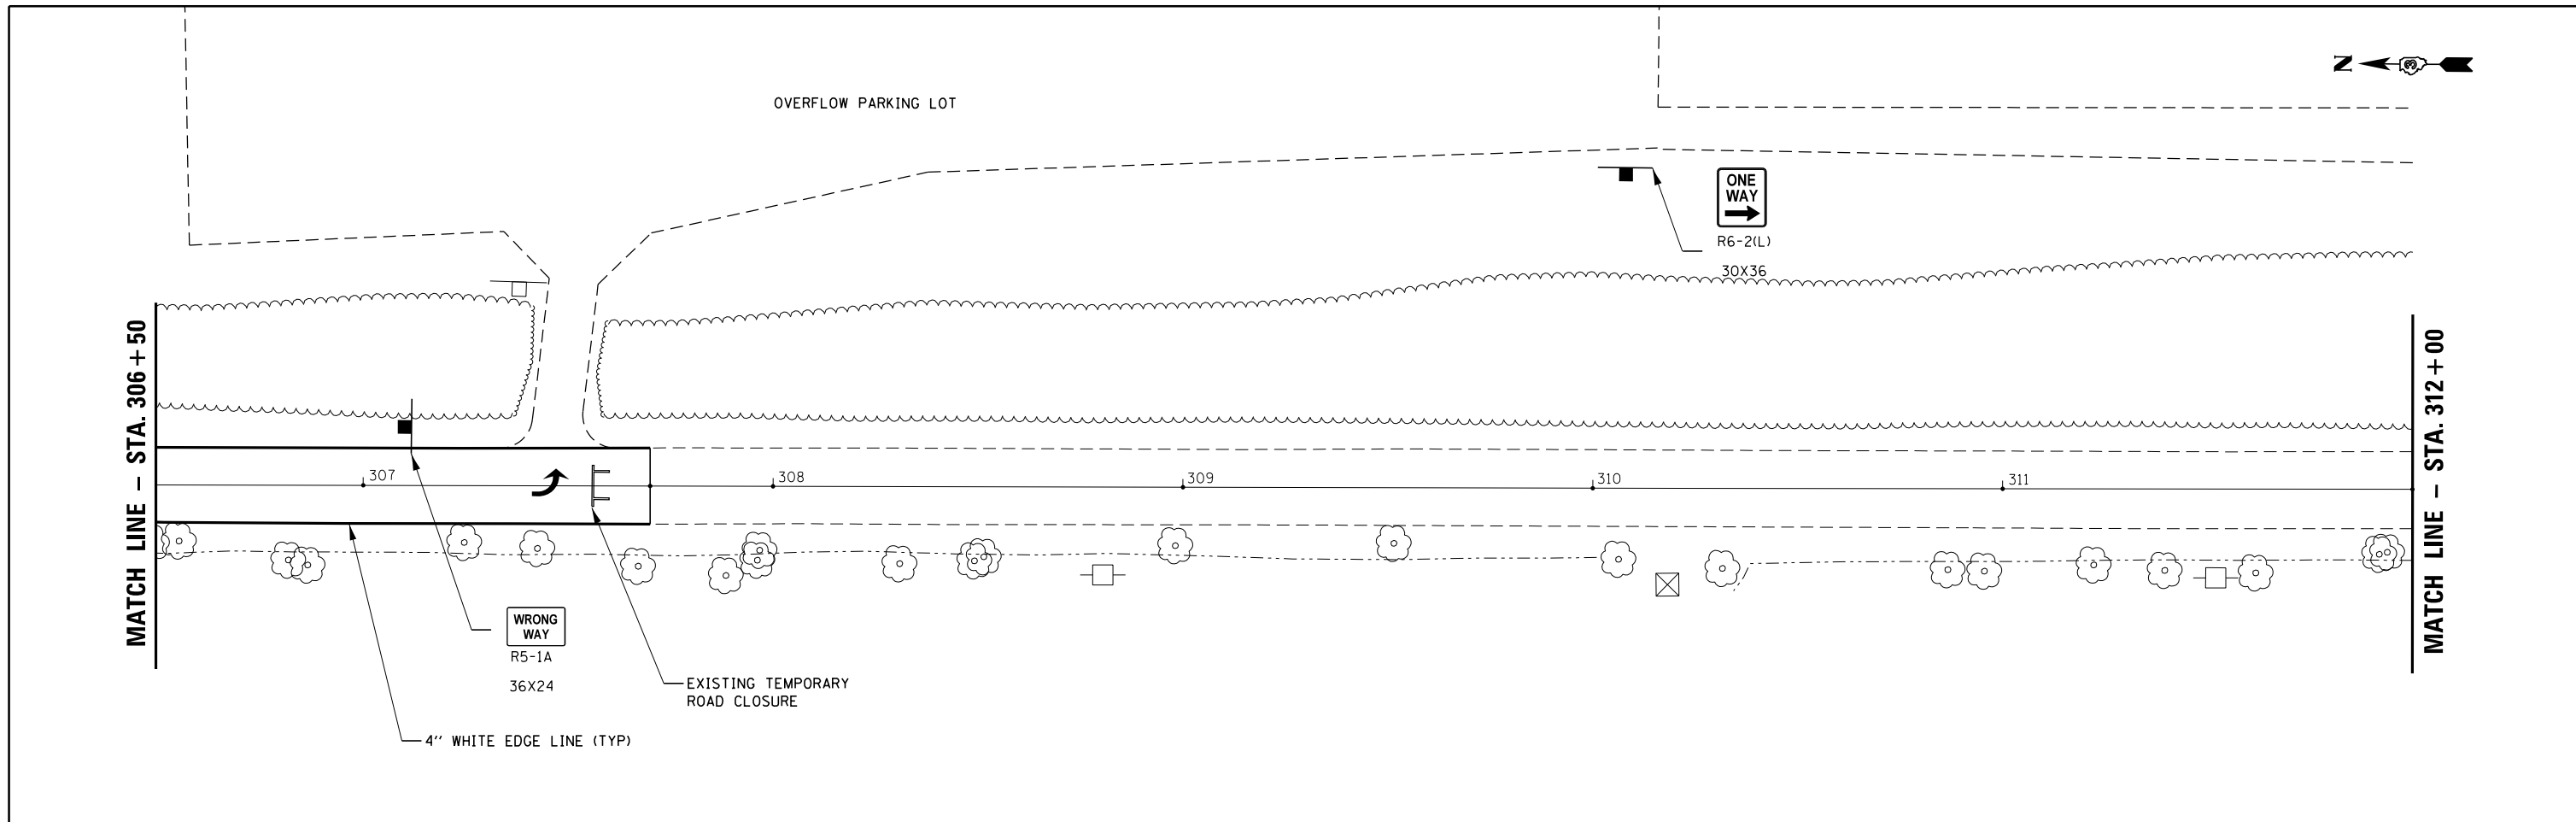 OVERFLOW PARKING LOT
N
3
ONE
WAY
R6-2(L)
30X36
MATCH LINE - STA. 306+50
MATCH LINE - STA. 312+00
307
308
309
310
311
WRONG
WAY
R5-1A
36X24
EXISTING TEMPORARY
ROAD CLOSURE
4'' WHITE EDGE LINE (TYP)